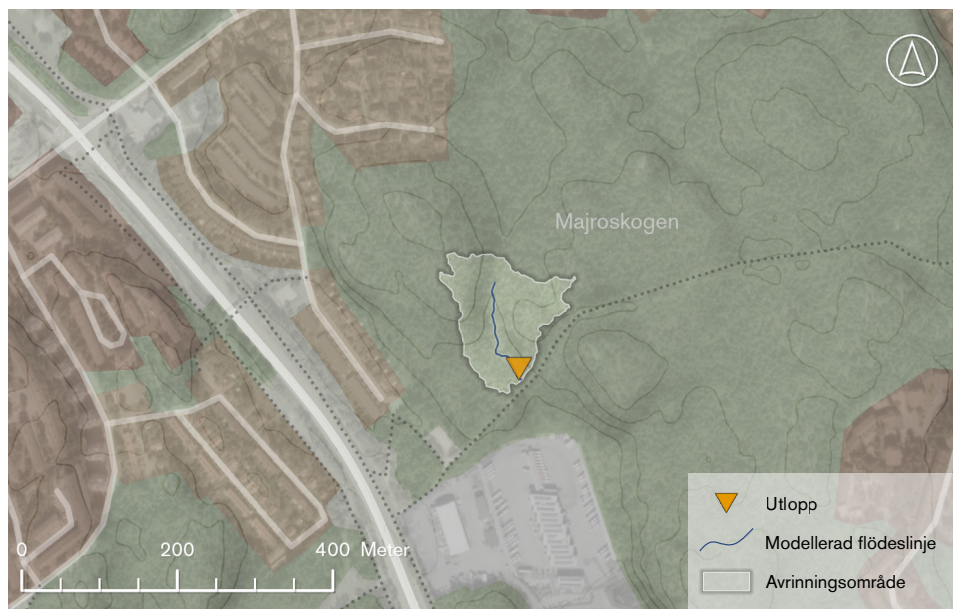 Majroskogen
0 200 400 Meter
Utlopp
Modellerad flödeslinje
Avrinningsområde